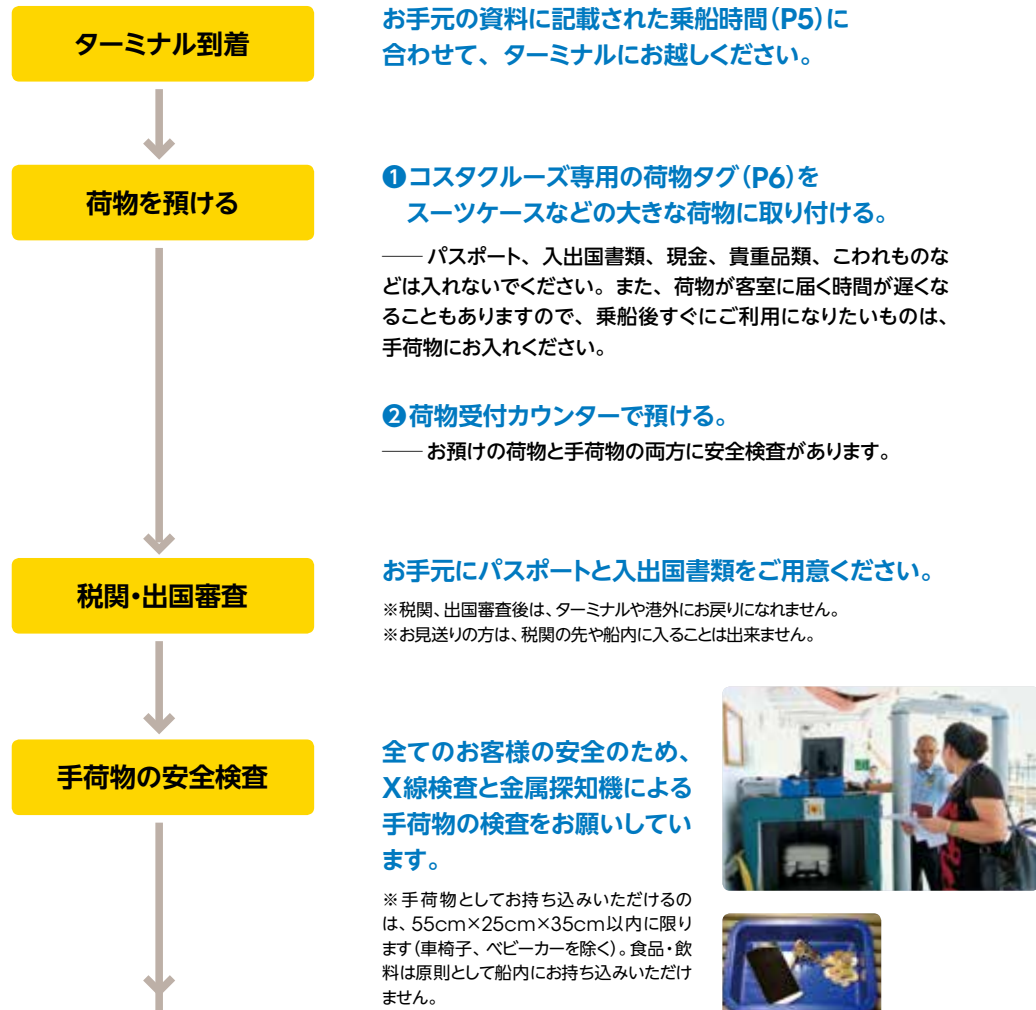 ターミナル到着
お手元の資料に記載された乗船時間（P5）に
合わせて、ターミナルにお越しください。
荷物を預ける
❶コスタクルーズ専用の荷物タグ（P6）を
スーツケースなどの大きな荷物に取り付ける。
── パスポート、入出国書類、現金、貴重品類、こわれものな
どは入れないでください。また、荷物が客室に届く時間が遅くな
ることもありますので、乗船後すぐにご利用になりたいものは、
手荷物にお入れください。
❷荷物受付カウンターで預ける。
── お預けの荷物と手荷物の両方に安全検査があります。
税関・出国審査
お手元にパスポートと入出国書類をご用意ください。
※税関、出国審査後は、ターミナルや港外にお戻りになれません。
※お見送りの方は、税関の先や船内に入ることは出来ません。
手荷物の安全検査
全てのお客様の安全のため、
X線検査と金属探知機による
手荷物の検査をお願いしてい
ます。
※手荷物としてお持ち込みいただけるの
は、55cm×25cm×35cm以内に限り
ます（車椅子、ベビーカーを除く）。食品・飲
料は原則として船内にお持ち込みいただけ
ません。